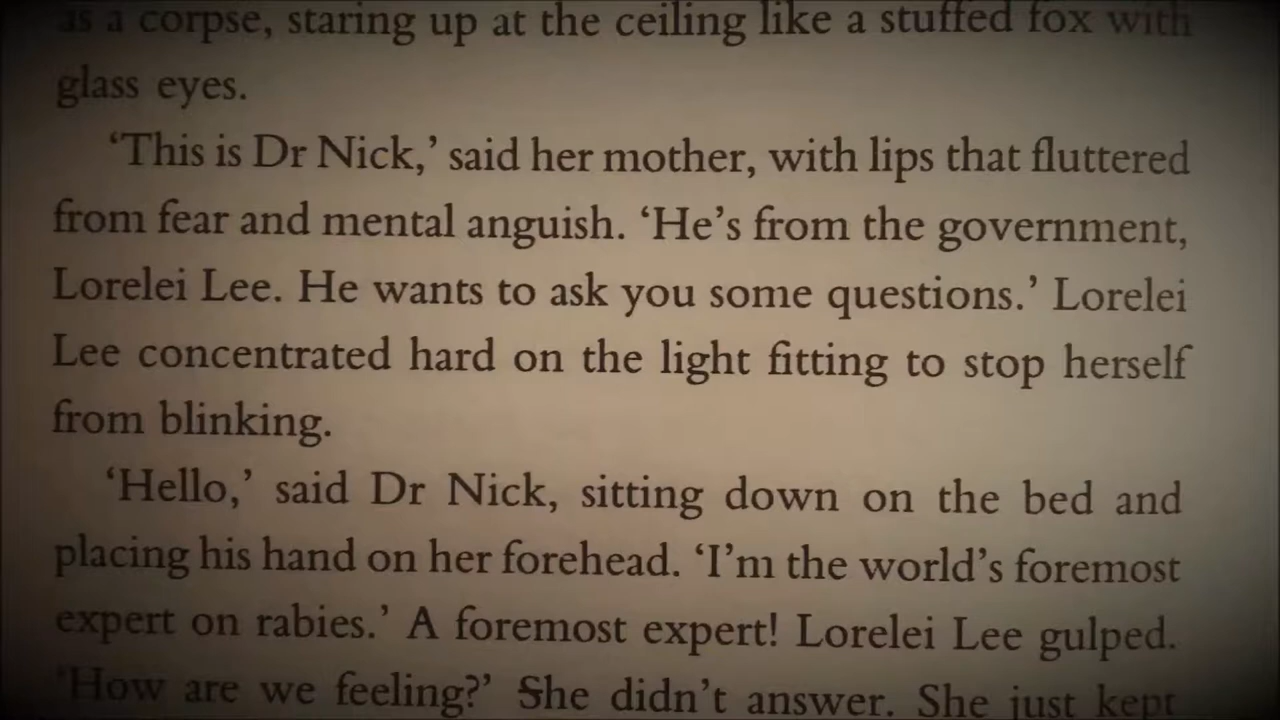 as a corpse, staring up at the ceiling like a stuffed fox with
glass eyes.
‘This is Dr Nick,’ said her mother, with lips that fluttered
from fear and mental anguish. ‘He’s from the government,
Lorelei Lee. He wants to ask you some questions.’ Lorelei
Lee concentrated hard on the light fitting to stop herself
from blinking.
‘Hello,’ said Dr Nick, sitting down on the bed and
placing his hand on her forehead. ‘I’m the world’s foremost
expert on rabies.’ A foremost expert! Lorelei Lee gulped.
‘How are we feeling?’ She didn’t answer. She just kept